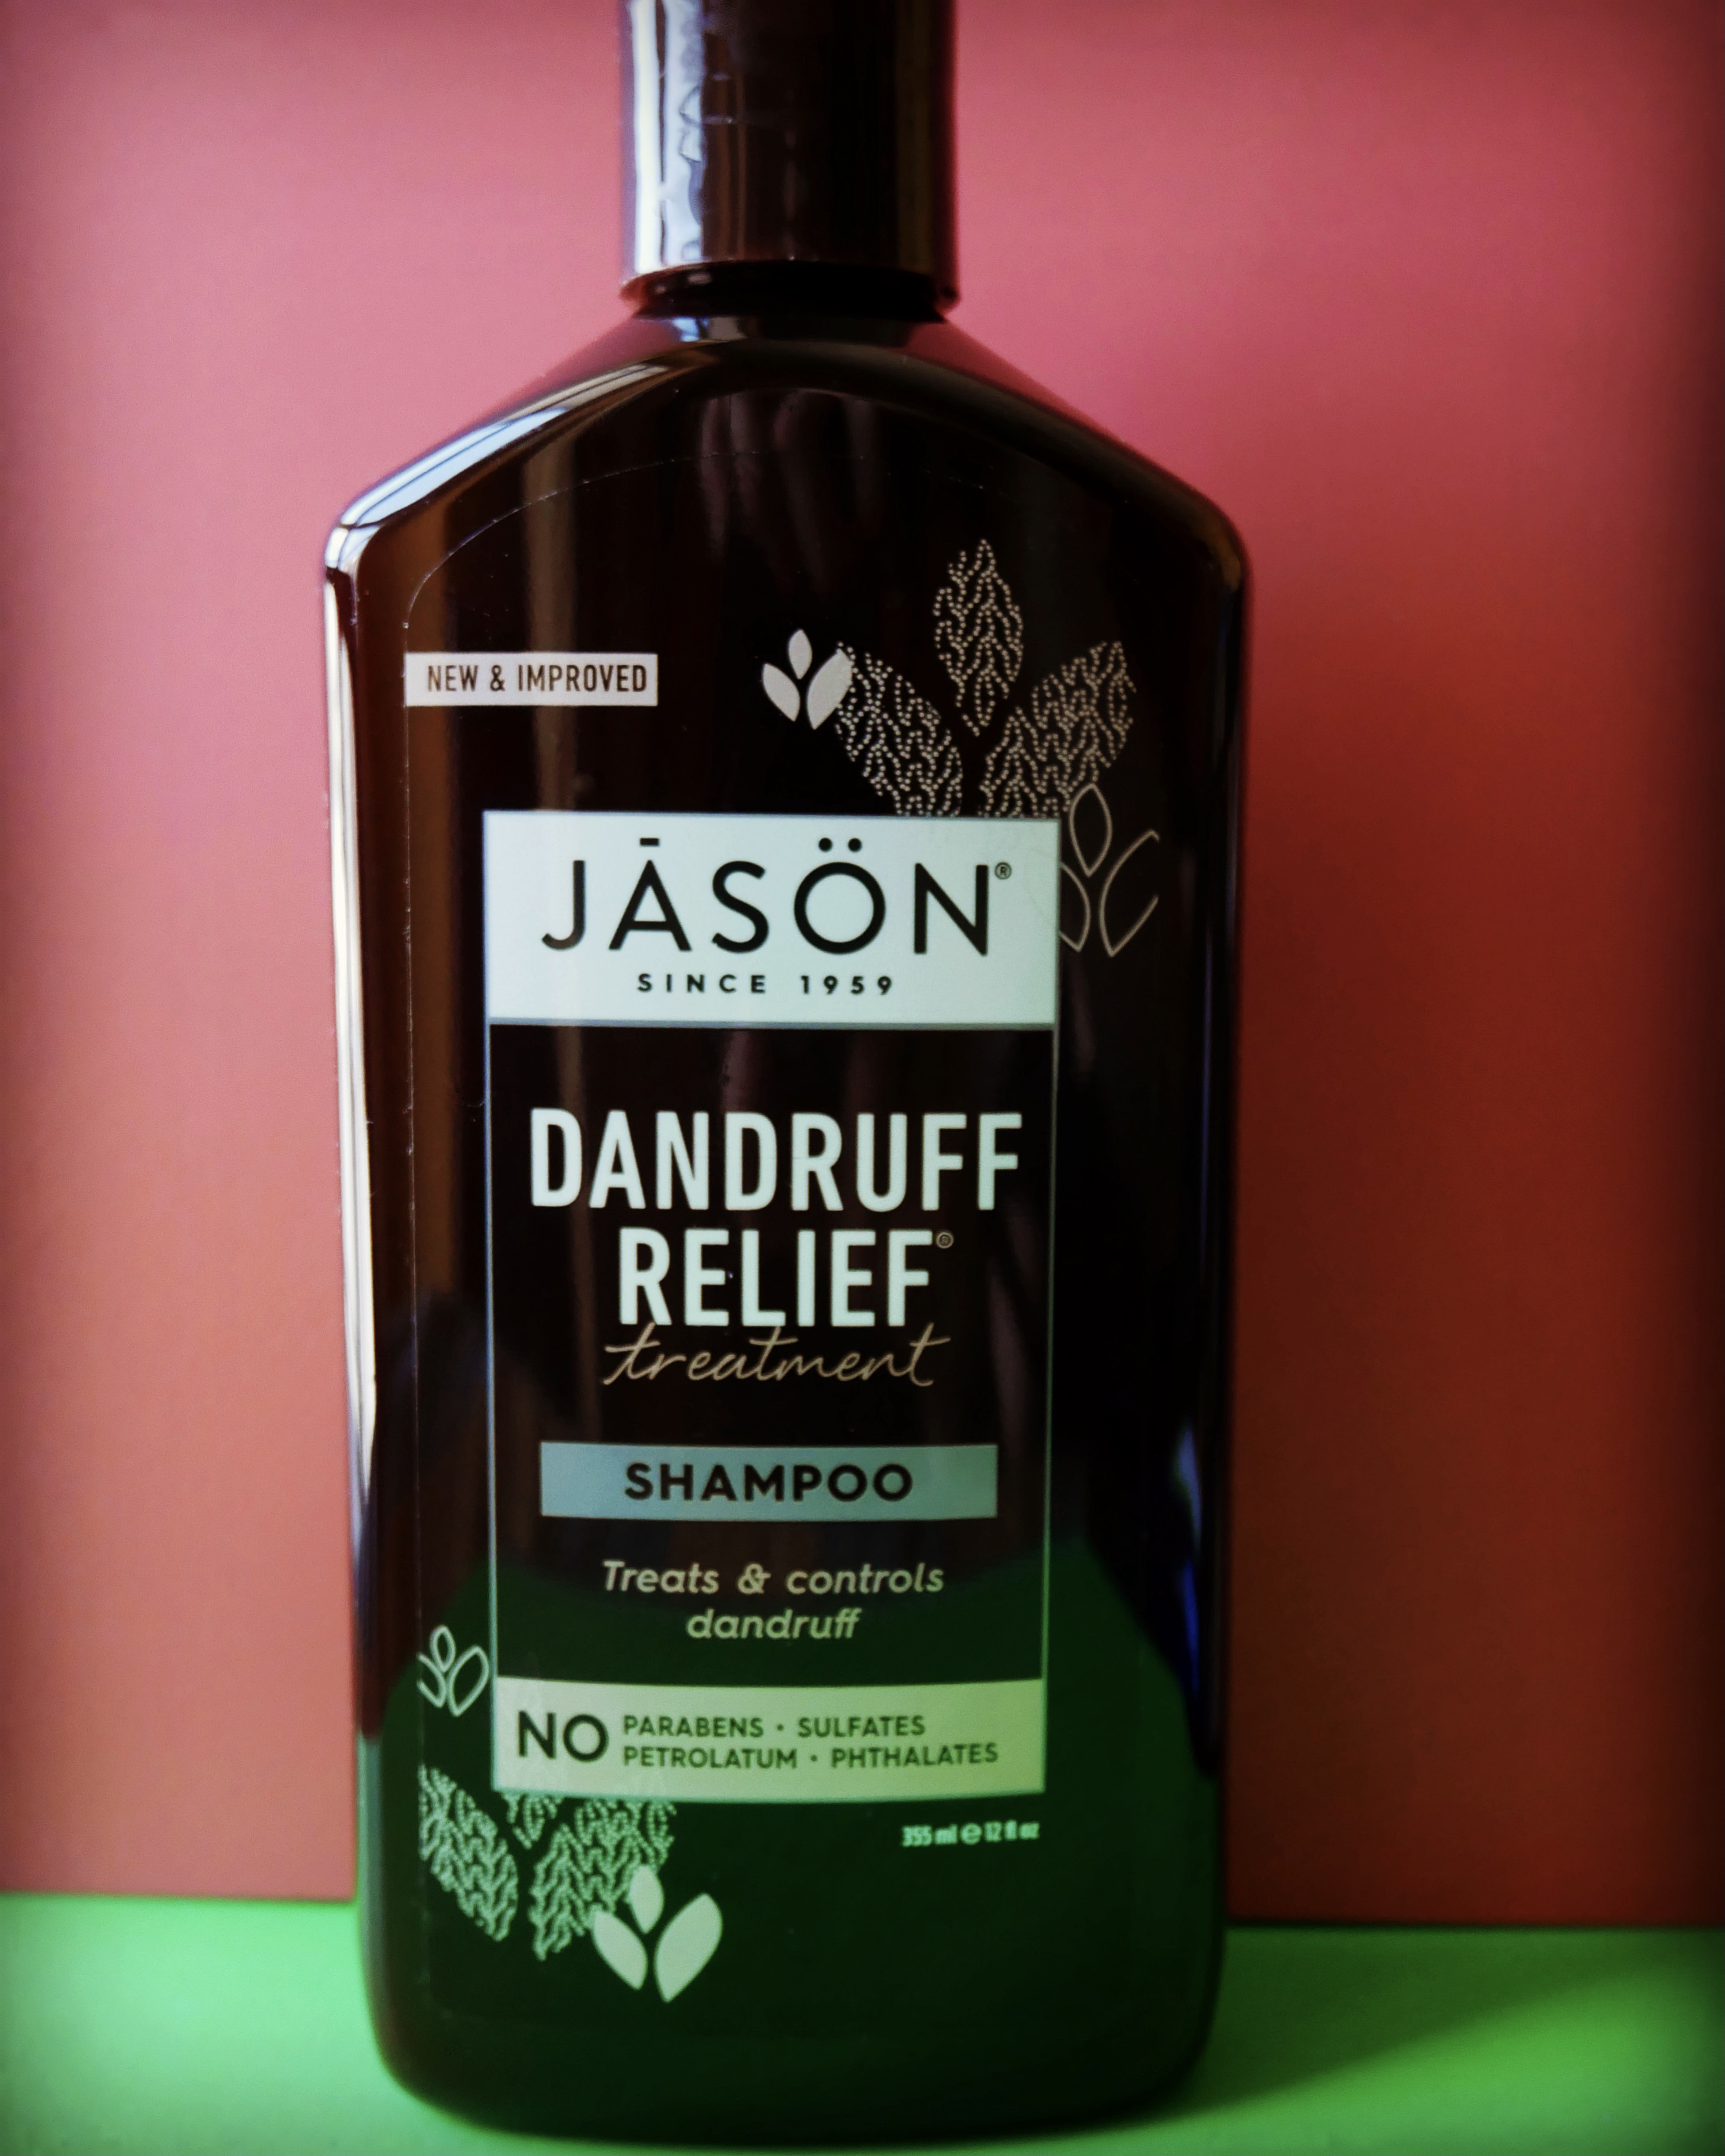 NEW & IMPROVED
JĀSÖN®
SINCE 1959
DANDRUFF
RELIEF®
treatment
SHAMPOO
Treats & controls
dandruff
NO PARABENS • SULFATES
PETROLATUM • PHTHALATES
355 ml ℮ 12 fl oz